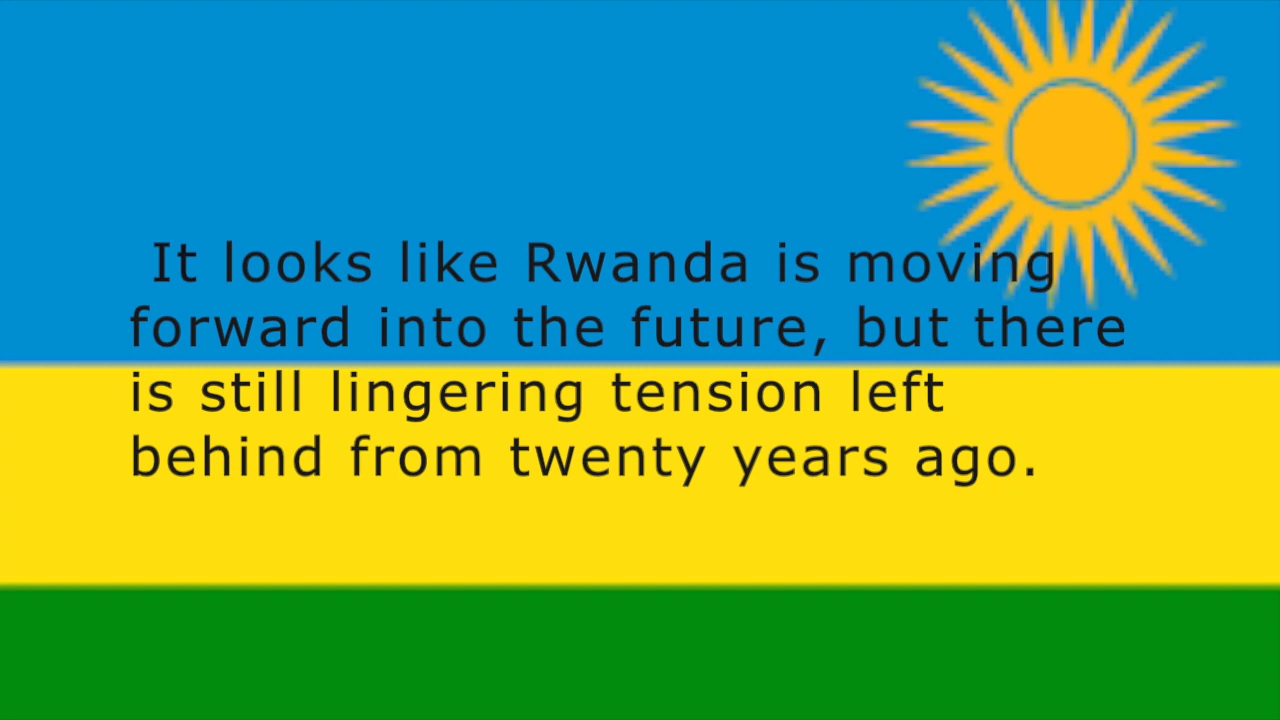 It looks like Rwanda is moving
forward into the future, but there
is still lingering tension left
behind from twenty years ago.